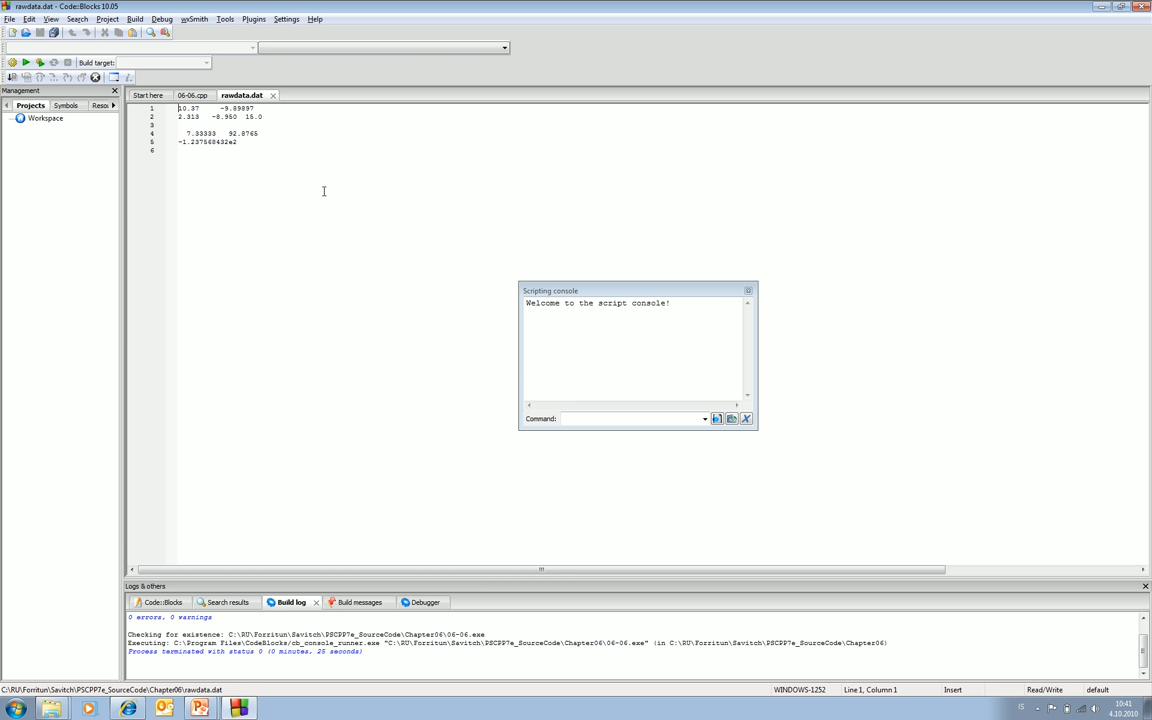 rawdata.dat - Code::Blocks 10.05
File Edit View Search Project Build Debug wxSmith Tools Plugins Settings Help
Build target:
Management
Projects Symbols Resou
Workspace
Start here 06-06.cpp rawdata.dat
1 10.37 -9.89897
2 2.313 -8.950 15.0
3
4 7.33333 92.8765
5 -1.237568432e2
6
Scripting console
Welcome to the script console!
Command:
Logs & others
Code::Blocks Search results Build log Build messages Debugger
0 errors, 0 warnings
Checking for existence: C:\RU\Forritun\Savitch\PSCPP7e_SourceCode\Chapter06\06-06.exe
Executing: C:\Program Files\CodeBlocks/cb_console_runner.exe "C:\RU\Forritun\Savitch\PSCPP7e_SourceCode\Chapter06\06-06.exe" (in C:\RU\Forritun\Savitch\PSCPP7e_SourceCode\Chapter06)
Process terminated with status 0 (0 minutes, 25 seconds)
C:\RU\Forritun\Savitch\PSCPP7e_SourceCode\Chapter06\rawdata.dat WINDOWS-1252 Line 1, Column 1 Insert Read/Write default
IS 10:41
4.10.2010